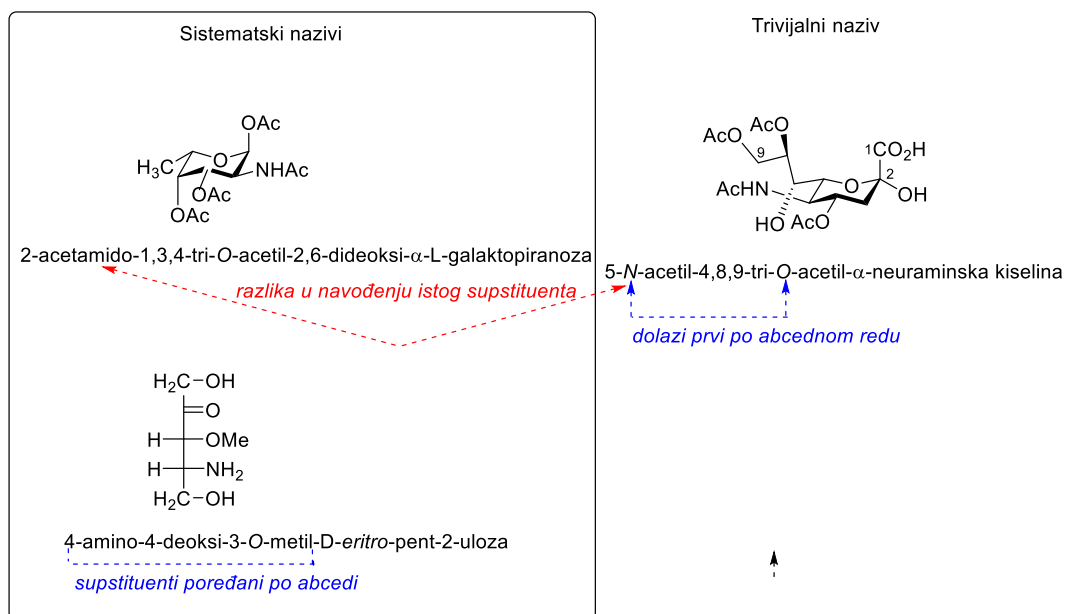 Sistematski nazivi
Trivijalni naziv
OAc
H₃C
O
NHAc
OAc
OAc
AcO
AcO
9
1
CO₂H
AcHN
O
2
OH
HO
AcO
2-acetamido-1,3,4-tri-O-acetil-2,6-dideoksi-α-L-galaktopiranoza
5-N-acetil-4,8,9-tri-O-acetil-α-neuraminska kiselina
razlika u navođenju istog supstituenta
dolazi prvi po abcednom redu
H₂C–OH
=O
H–OMe
H–NH₂
H₂C–OH
4-amino-4-deoksi-3-O-metil-D-eritro-pent-2-uloza
supstituenti poređani po abcedi